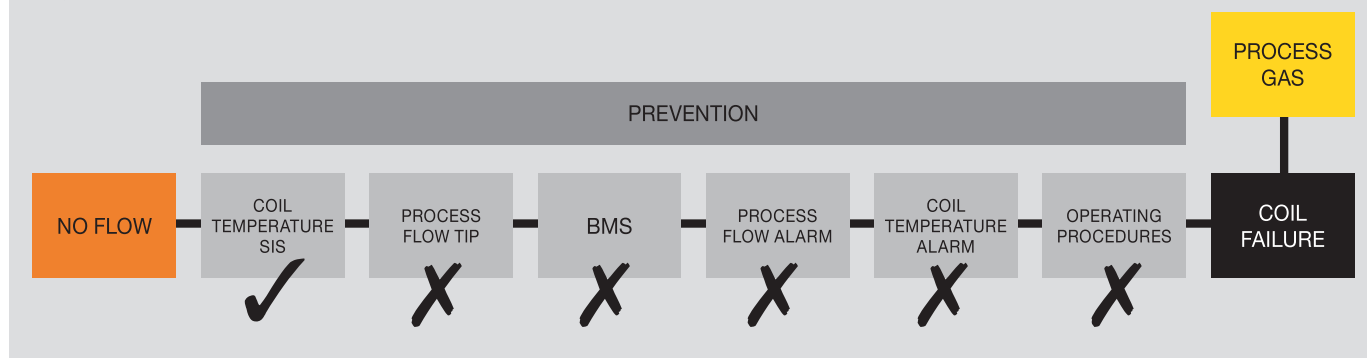 PROCESS
GAS
PREVENTION
NO FLOW
COIL
TEMPERATURE
SIS
PROCESS
FLOW TIP
BMS
PROCESS
FLOW ALARM
COIL
TEMPERATURE
ALARM
OPERATING
PROCEDURES
COIL
FAILURE